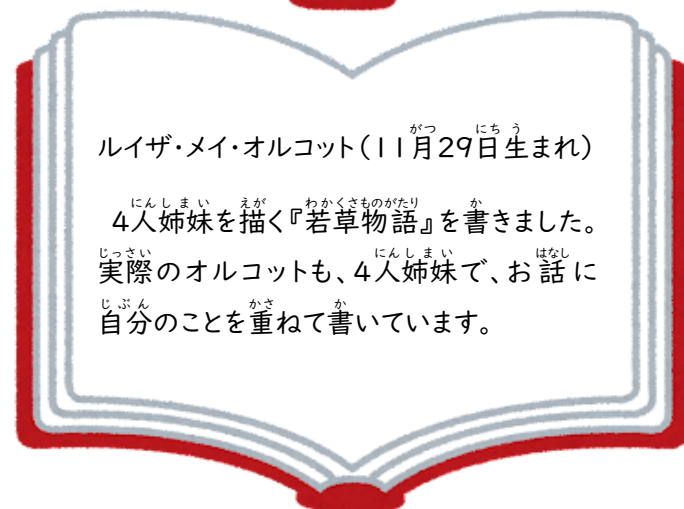 ルイザ・メイ・オルコット(11月29日生まれ)
4人姉妹を描く『若草物語』を書きました。
実際のオルコットも、4人姉妹で、お話に
自分のことを重ねて書いています。